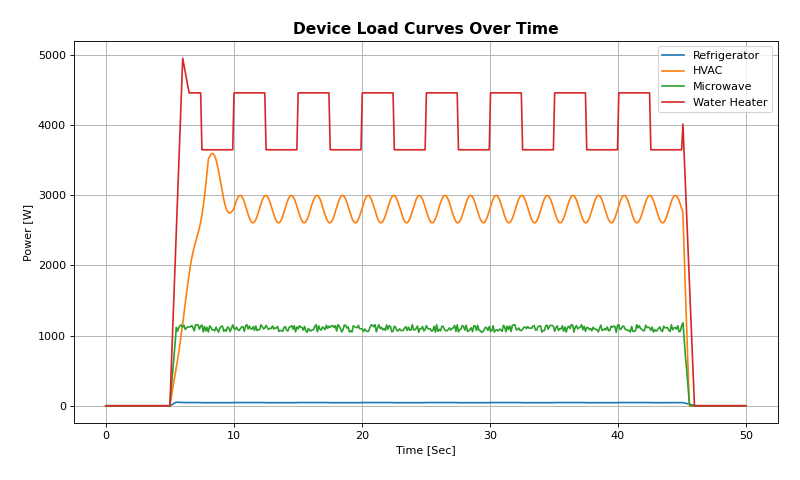 Device Load Curves Over Time
Power [W]
5000
4000
3000
2000
1000
0
Refrigerator
HVAC
Microwave
Water Heater
0 10 20 30 40 50
Time [Sec]